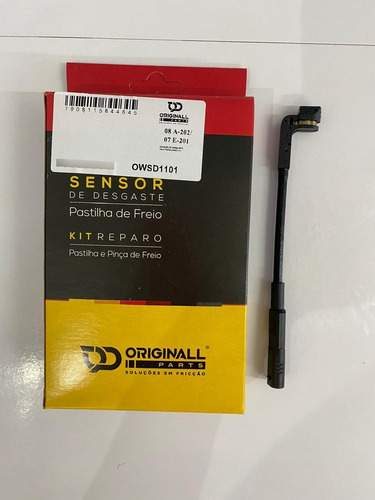 7908115844645
ORIGINALL
PARTS
08 A-202/
07 E-201
OWSD1101
SENSOR
DE DESGASTE
Pastilha de Freio
KIT REPARO
Pastilha e Pinça de Freio
ORIGINALL®
PARTS
SOLUÇÕES EM FRICÇÃO